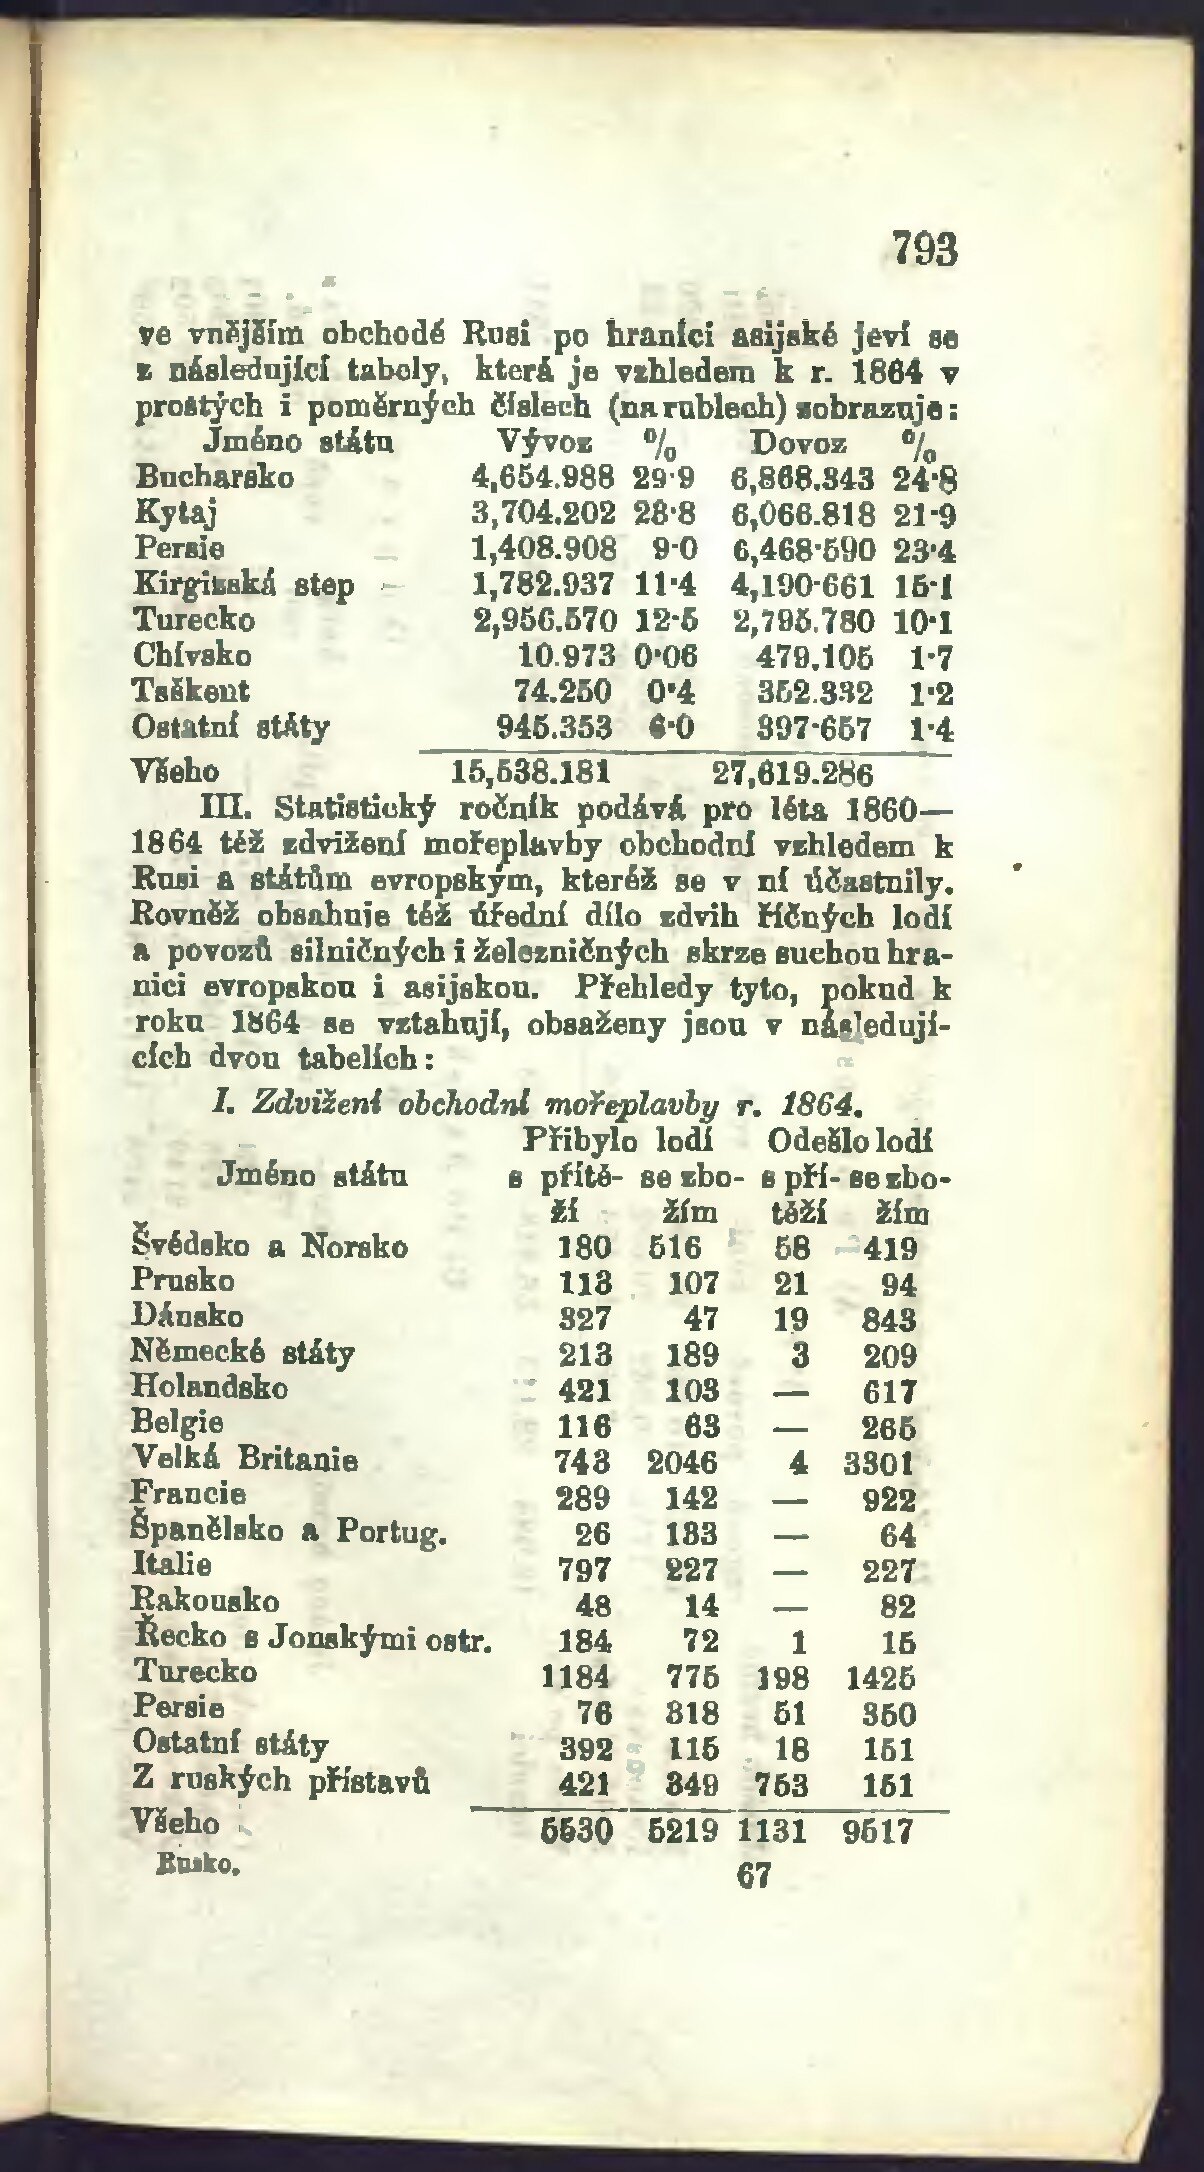 793
ve vnějším obchodé Rusi po hraníci asijské jeví se
z následující tabely, která je vzhledem k r. 1864 v
prostých i poměrných číslech (na rublech) zobrazuje:
Jméno státu Vývoz % Dovoz %
Bucharsko 4,654.988 29·9 6,868.343 24·8
Kytaj 3,704.202 28·8 6,066.818 21·9
Persie 1,408.908 9·0 6,468·590 23·4
Kirgizská step 1,782.937 11·4 4,190·661 15·1
Turecko 2,956.570 12·5 2,795.780 10·1
Chívsko 10.973 0·06 479.105 1·7
Taškent 74.250 0·4 352.332 1·2
Ostatní státy 945.353 6·0 397·657 1·4
Všeho 15,538.181 27,619.286
III. Statistický ročník podává pro léta 1860—
1864 též zdvižení mořeplavby obchodní vzhledem k
Rusi a státům evropským, kteréž se v ní účastnily.
Rovněž obsahuje též úřední dílo zdvih říčných lodí
a povozů silničných i železničných skrze suchou hra-
nici evropskou i asijskou. Přehledy tyto, pokud k
roku 1864 se vztahují, obsaženy jsou v následují-
cích dvou tabelích:
I. Zdvižení obchodní mořeplavby r. 1864.
Přibylo lodí Odešlo lodí
Jméno státu s přítě- se zbo- s pří- se zbo-
ží žím těží žím
Švédsko a Norsko 180 516 58 419
Prusko 113 107 21 94
Dánsko 327 47 19 843
Německé státy 213 189 3 209
Holandsko 421 103 — 617
Belgie 116 63 — 265
Velká Britanie 743 2046 4 3301
Francie 289 142 — 922
Španělsko a Portug. 26 133 — 64
Italie 797 227 — 227
Rakousko 48 14 — 82
Řecko s Jonskými ostr. 184 72 1 15
Turecko 1184 775 198 1425
Persie 76 318 51 350
Ostatní státy 392 115 18 151
Z ruských přístavů 421 349 753 151
Všeho 5530 5219 1131 9517
Rusko. 67